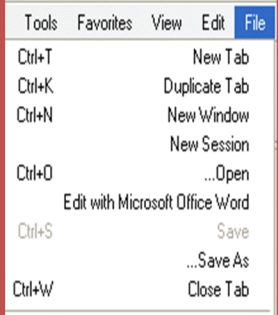 Tools Favorites View Edit File
Ctrl+T New Tab
Ctrl+K Duplicate Tab
Ctrl+N New Window
New Session
Ctrl+O ...Open
Edit with Microsoft Office Word
Ctrl+S Save
...Save As
Ctrl+W Close Tab